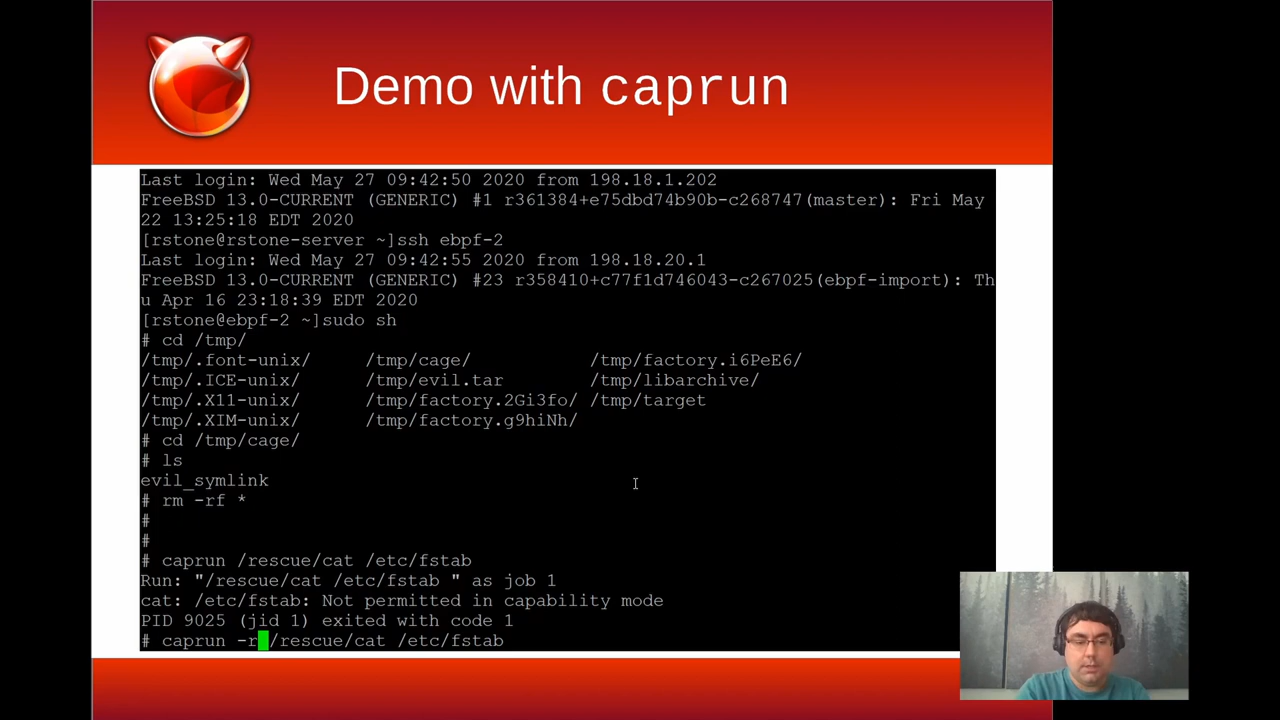 Demo with caprun
Last login: Wed May 27 09:42:50 2020 from 198.18.1.202
FreeBSD 13.0-CURRENT (GENERIC) #1 r361384+e75dbd74b90b-c268747(master): Fri May
22 13:25:18 EDT 2020
[rstone@rstone-server ~]ssh ebpf-2
Last login: Wed May 27 09:42:55 2020 from 198.18.20.1
FreeBSD 13.0-CURRENT (GENERIC) #23 r358410+c77f1d746043-c267025(ebpf-import): Th
u Apr 16 23:18:39 EDT 2020
[rstone@ebpf-2 ~]sudo sh
# cd /tmp/
/tmp/.font-unix/ /tmp/cage/ /tmp/factory.i6PeE6/
/tmp/.ICE-unix/ /tmp/evil.tar /tmp/libarchive/
/tmp/.X11-unix/ /tmp/factory.2Gi3fo/ /tmp/target
/tmp/.XIM-unix/ /tmp/factory.g9hiNh/
# cd /tmp/cage/
# ls
evil_symlink
# rm -rf *
#
#
# caprun /rescue/cat /etc/fstab
Run: "/rescue/cat /etc/fstab " as job 1
cat: /etc/fstab: Not permitted in capability mode
PID 9025 (jid 1) exited with code 1
# caprun -r /rescue/cat /etc/fstab